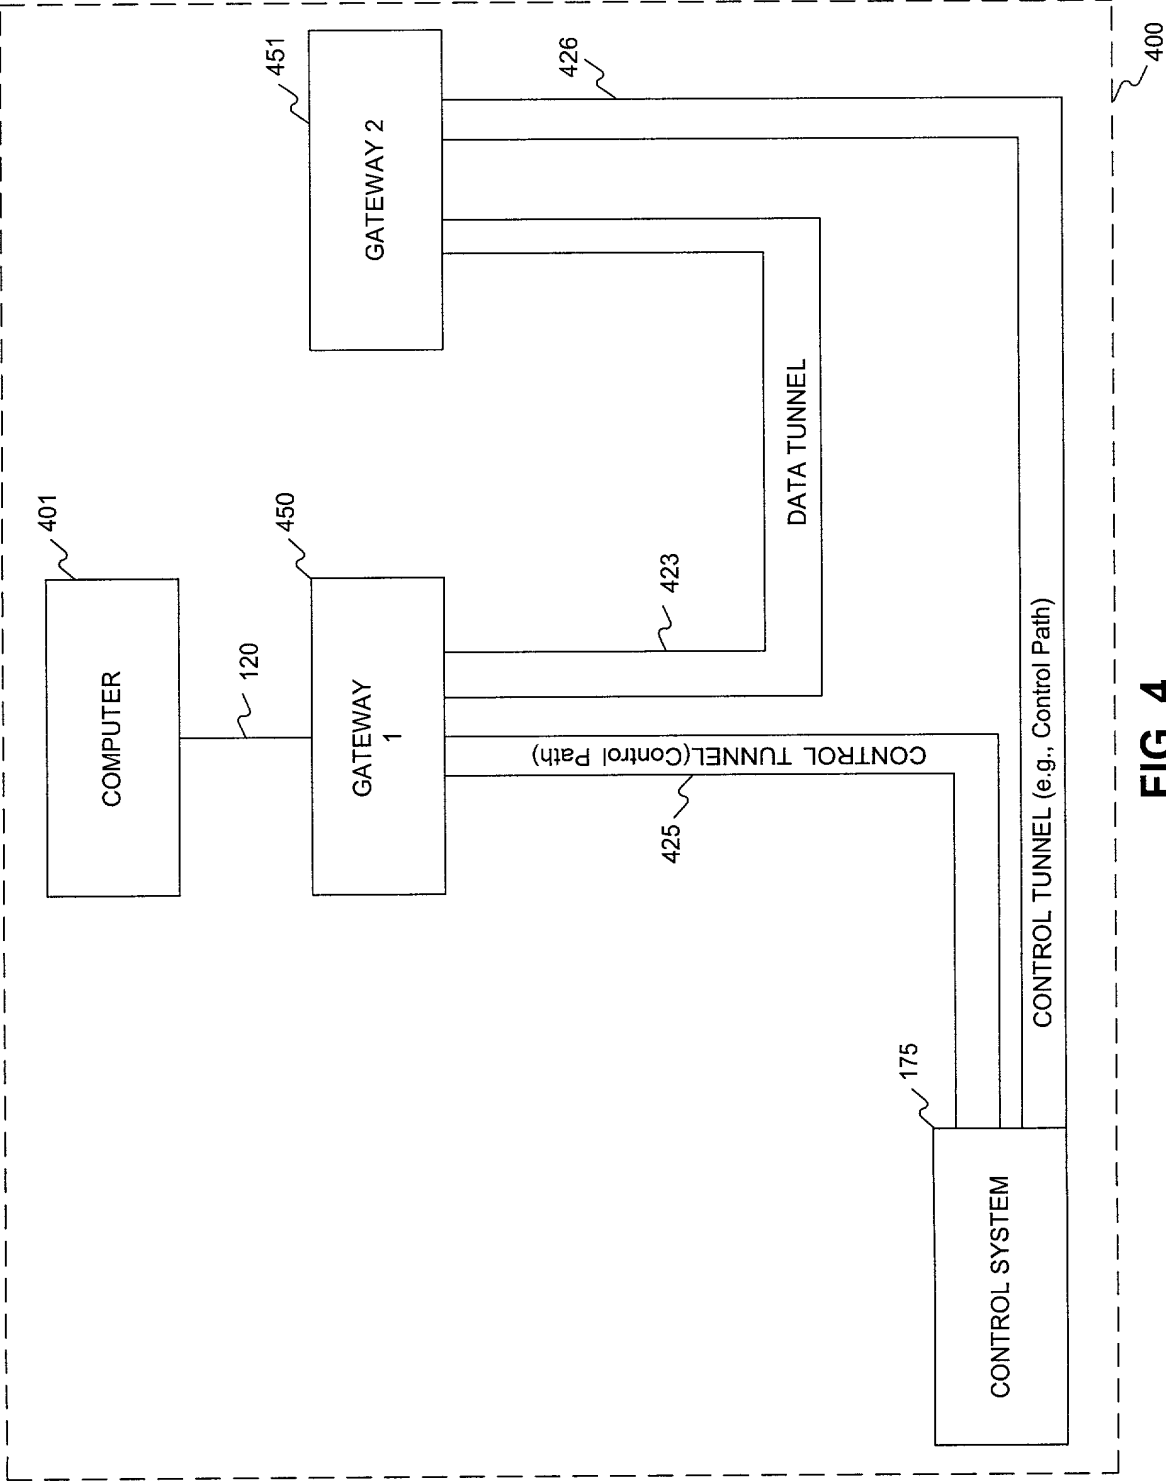 401
COMPUTER
120
450
GATEWAY
1
451
GATEWAY 2
426
423
DATA TUNNEL
425
CONTROL TUNNEL(Control Path)
CONTROL TUNNEL (e.g., Control Path)
175
CONTROL SYSTEM
400
FIG. 4